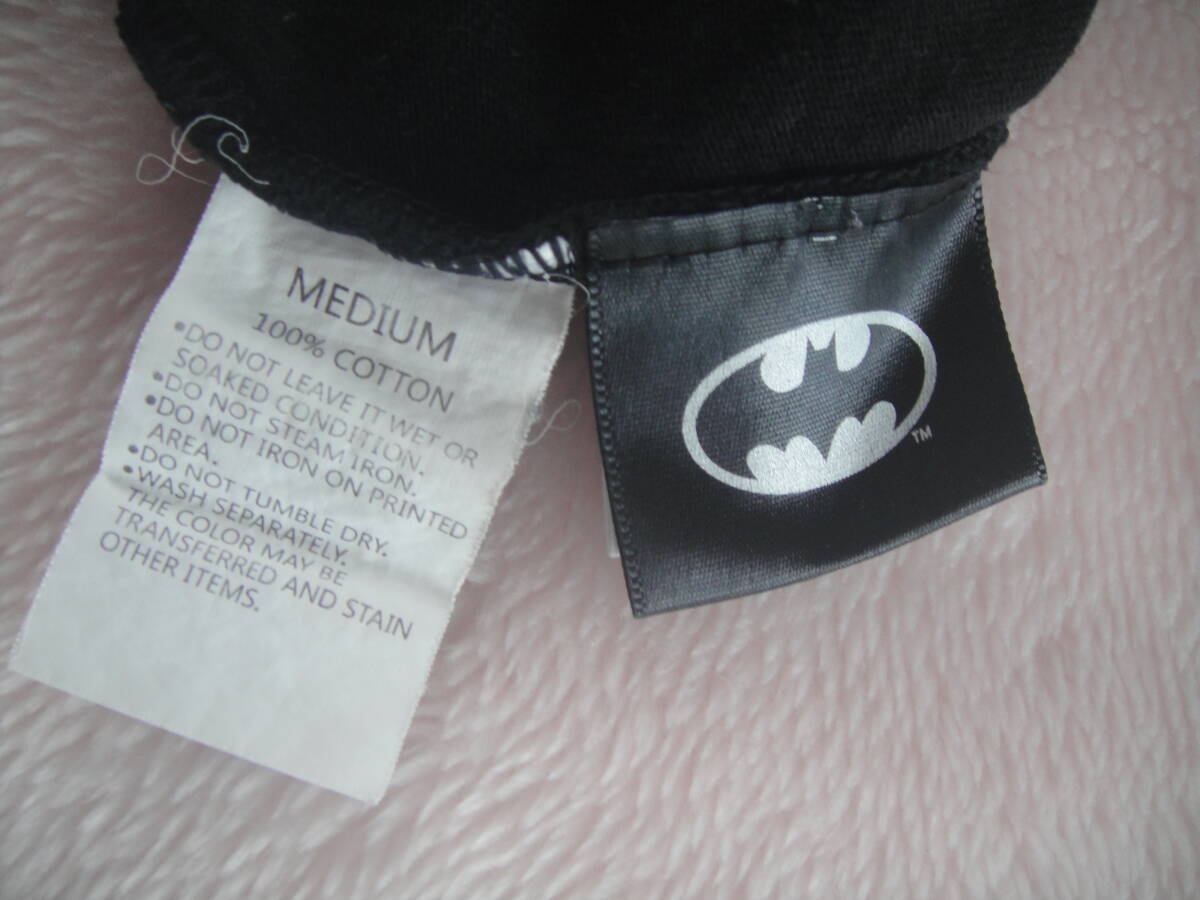 MEDIUM
100% COTTON
•DO NOT LEAVE IT WET OR
SOAKED CONDITION.
•DO NOT STEAM IRON.
•DO NOT IRON ON PRINTED
AREA.
•DO NOT TUMBLE DRY.
•WASH SEPARATELY.
THE COLOR MAY BE
TRANSFERRED AND STAIN
OTHER ITEMS.
TM